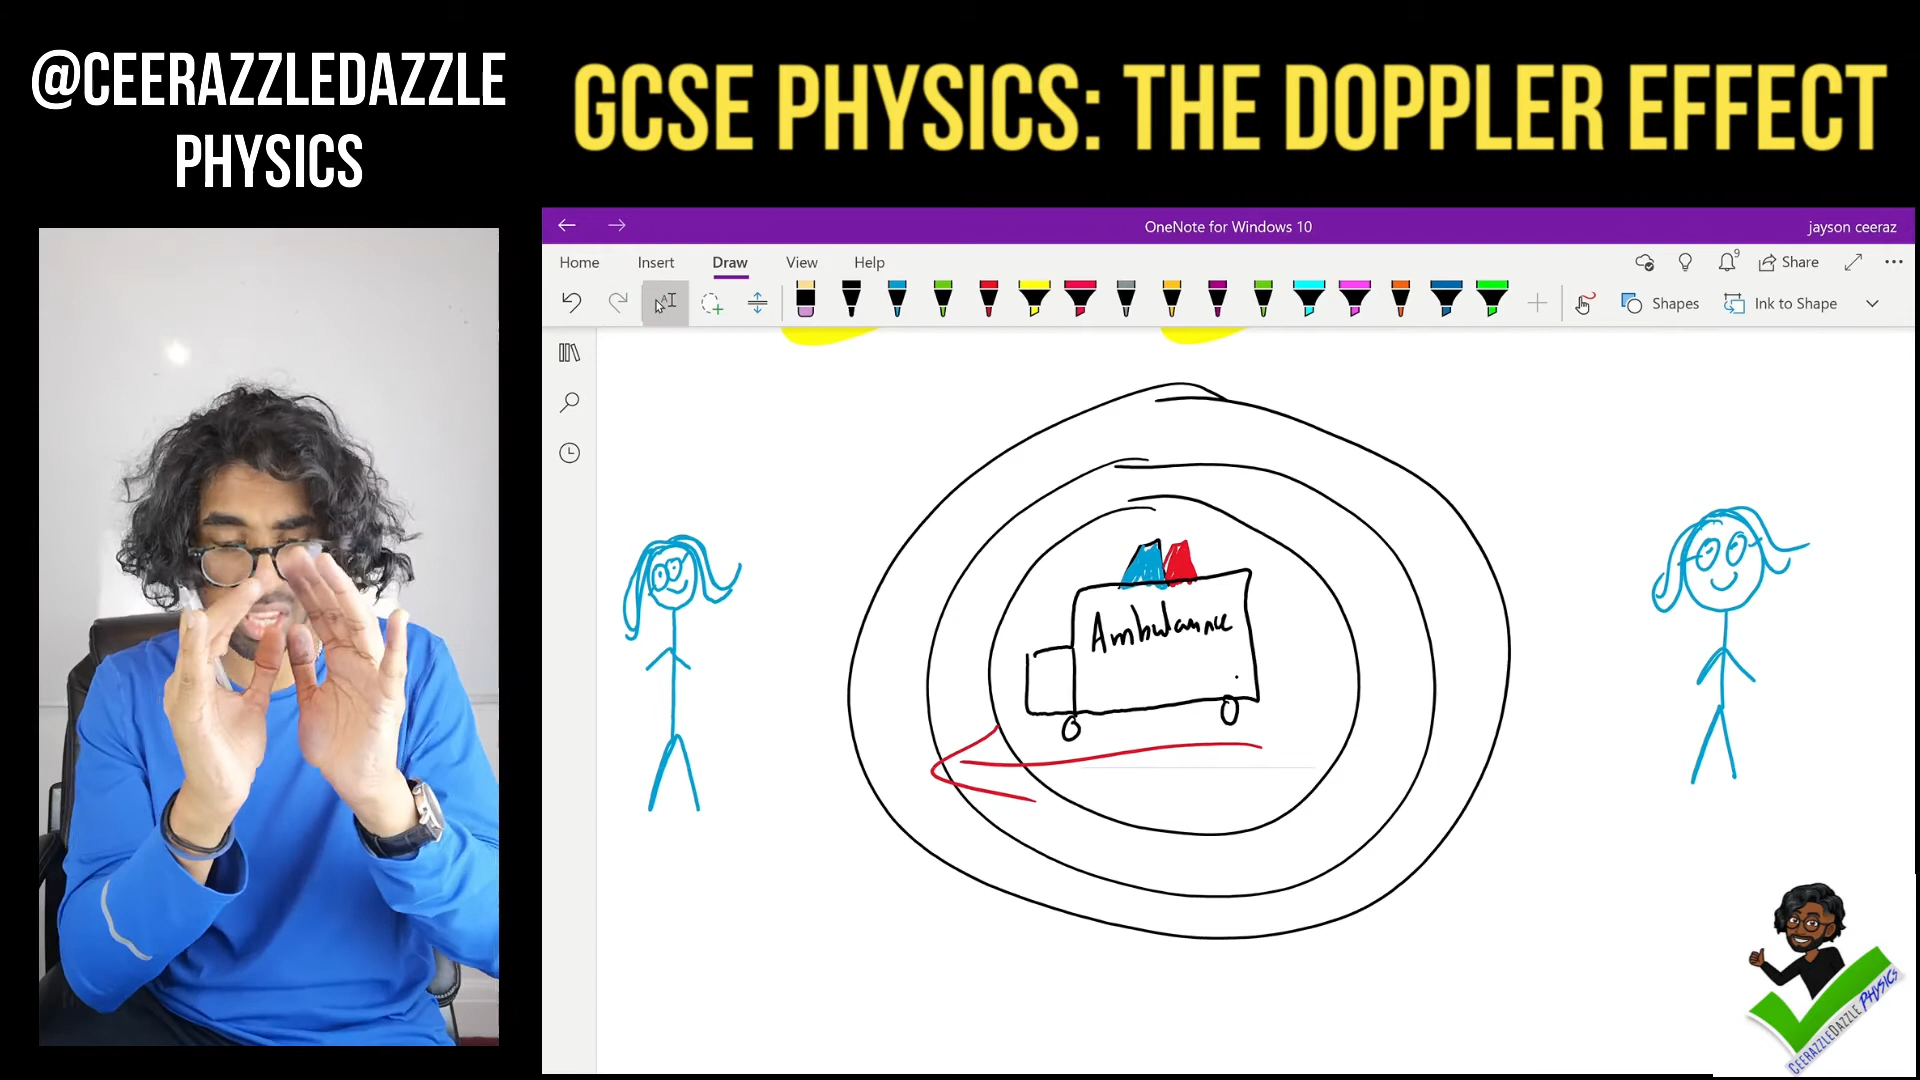 @CEERAZZLEDAZZLE
PHYSICS
GCSE PHYSICS: THE DOPPLER EFFECT
OneNote for Windows 10
jayson ceeraz
Home Insert Draw View Help
9
Share
Shapes
Ink to Shape
Ambulance
CEERAZZLEDAZZLE PHYSICS